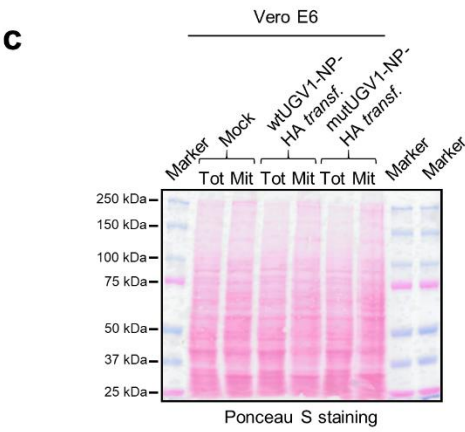 c
Vero E6
Marker
Mock
wtUGV1-NP-
HA transf.
mutUGV1-NP-
HA transf.
Marker
Marker
Tot Mit Tot Mit Tot Mit
250 kDa
150 kDa
100 kDa
75 kDa
50 kDa
37 kDa
25 kDa
Ponceau S staining